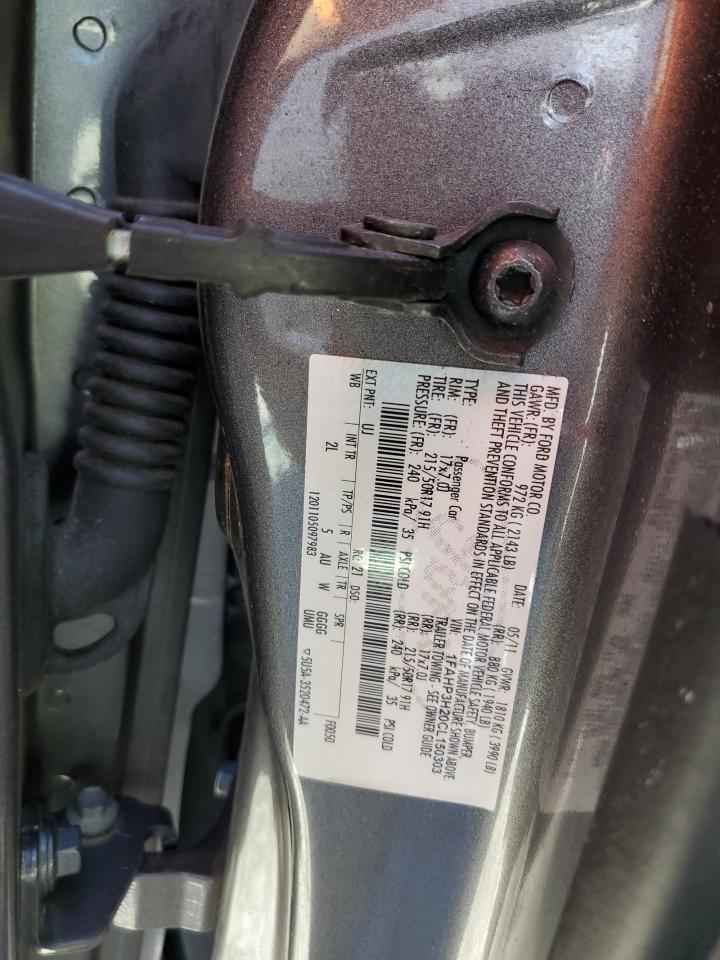 MFD. BY FORD MOTOR CO.
DATE: 05/11 GVWR: 1810 KG ( 3990 LB)
GAWR: (FR): 972 KG ( 2143 LB) (RR): 880 KG ( 1940 LB)
THIS VEHICLE CONFORMS TO ALL APPLICABLE FEDERAL MOTOR VEHICLE SAFETY, BUMPER
AND THEFT PREVENTION STANDARDS IN EFFECT ON THE DATE OF MANUFACTURE SHOWN ABOVE
VIN: 1FAHP3H20CL150303
TYPE: Passenger Car TRAILER TOWING - SEE OWNER GUIDE
RIM: (FR): 17x7.0J (RR): 17x7.0J
TIRE: (FR): 215/50R17 91H (RR): 215/50R17 91H
PRESSURE: (FR): 240 kPa/ 35 PSI COLD (RR): 240 kPa/ 35 PSI COLD
EXT PNT: UJ RC: 21 DSO: F0050
WB INT TR TP/PS R AXLE TR SPR
2L 5 AU W GGGG
1201105097983 UMU
▽5U5A-3520472-AA